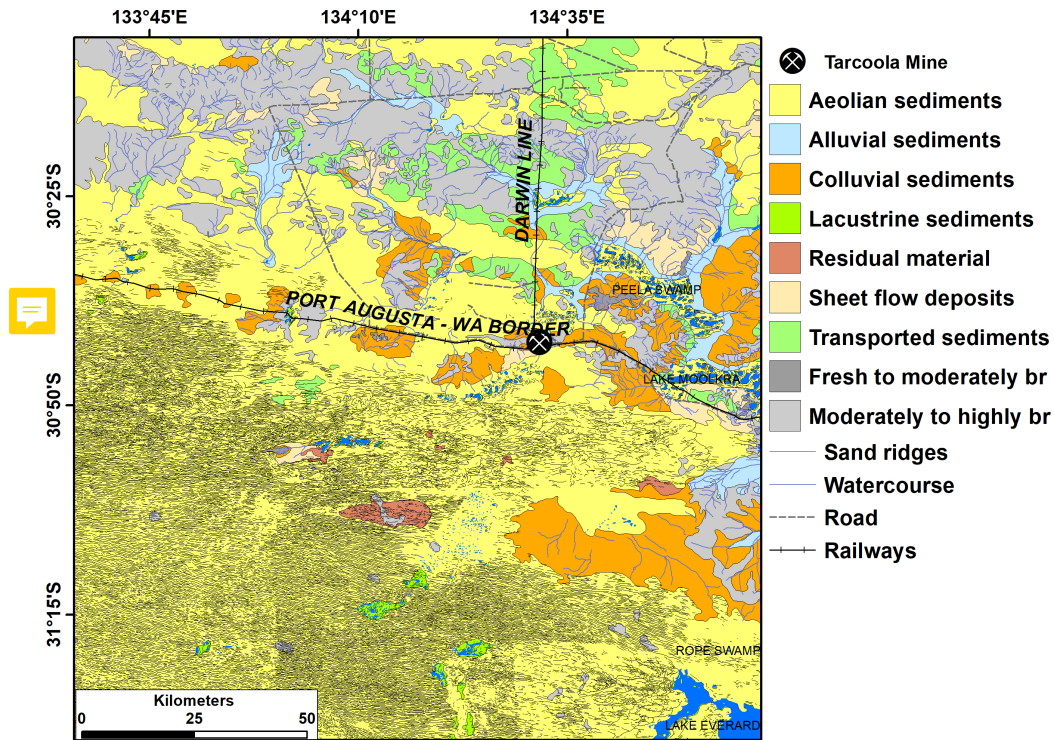 133°45'E
134°10'E
134°35'E
30°25'S
30°50'S
31°15'S
DARWIN LINE
PEELA SWAMP
PORT AUGUSTA - WA BORDER
LAKE MOOLKRA
ROPE SWAMP
LAKE EVERARD
Kilometers
0 25 50
Tarcoola Mine
Aeolian sediments
Alluvial sediments
Colluvial sediments
Lacustrine sediments
Residual material
Sheet flow deposits
Transported sediments
Fresh to moderately br
Moderately to highly br
Sand ridges
Watercourse
Road
Railways